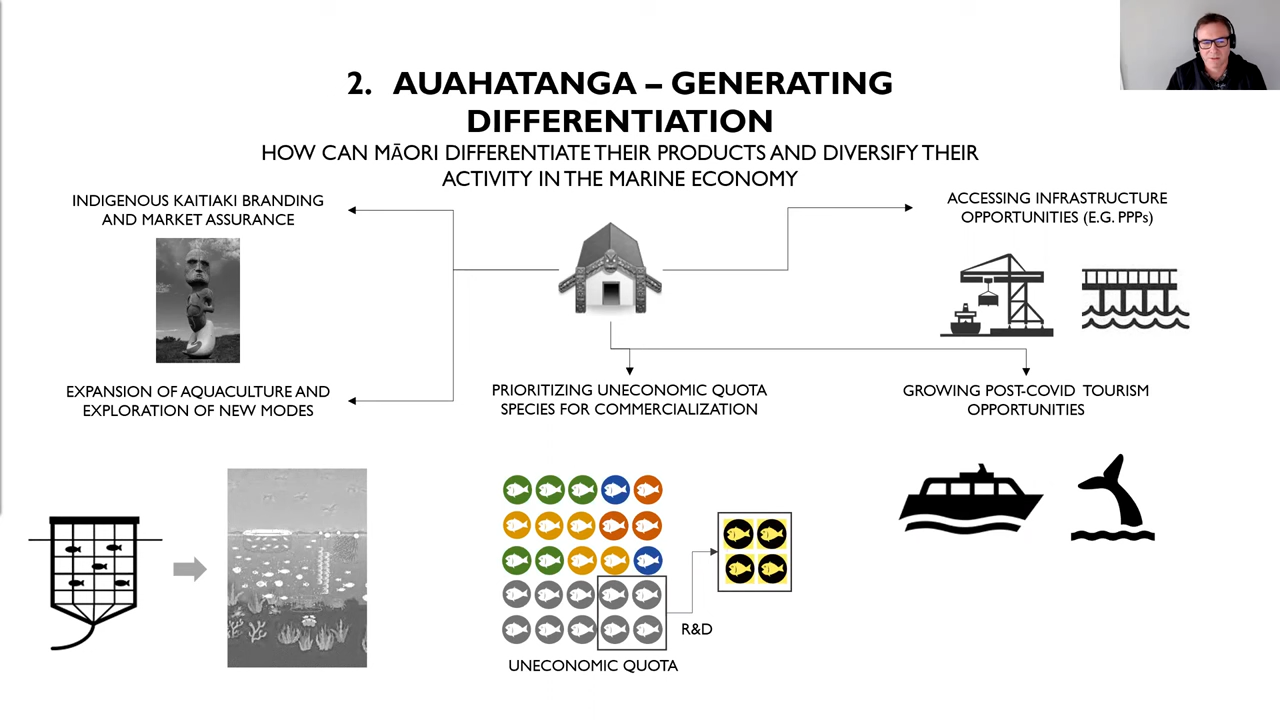 2. AUAHATANGA – GENERATING
DIFFERENTIATION
HOW CAN MĀORI DIFFERENTIATE THEIR PRODUCTS AND DIVERSIFY THEIR
ACTIVITY IN THE MARINE ECONOMY
INDIGENOUS KAITIAKI BRANDING
AND MARKET ASSURANCE
ACCESSING INFRASTRUCTURE
OPPORTUNITIES (E.G. PPPs)
EXPANSION OF AQUACULTURE AND
EXPLORATION OF NEW MODES
PRIORITIZING UNECONOMIC QUOTA
SPECIES FOR COMMERCIALIZATION
GROWING POST-COVID TOURISM
OPPORTUNITIES
R&D
UNECONOMIC QUOTA